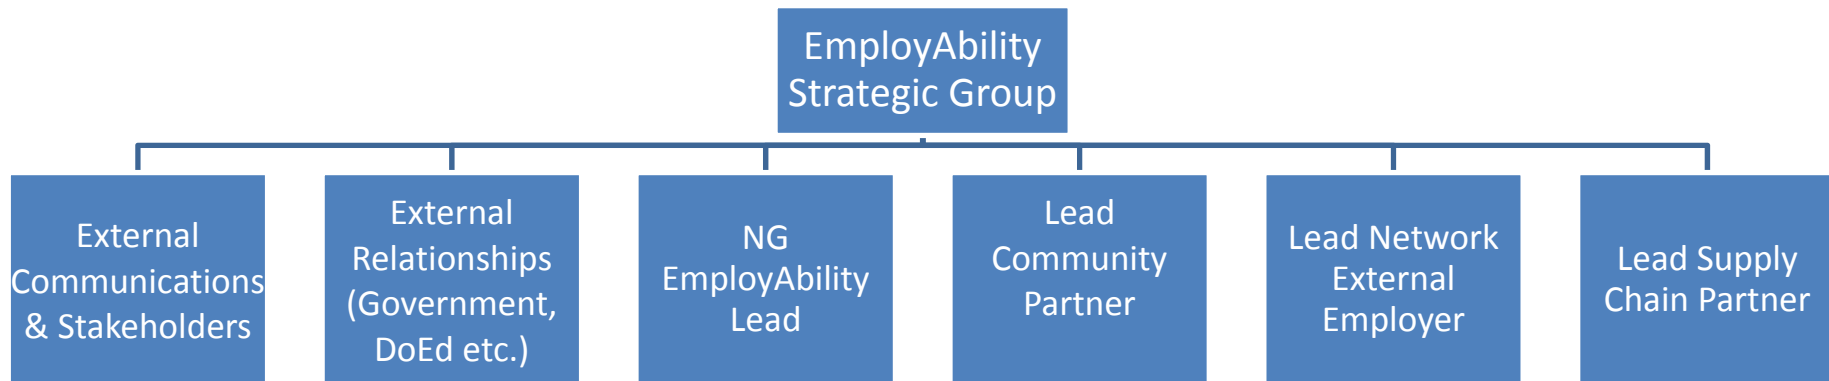 EmployAbility
Strategic Group
External
Communications
& Stakeholders
External
Relationships
(Government,
DoEd etc.)
NG
EmployAbility
Lead
Lead
Community
Partner
Lead Network
External
Employer
Lead Supply
Chain Partner